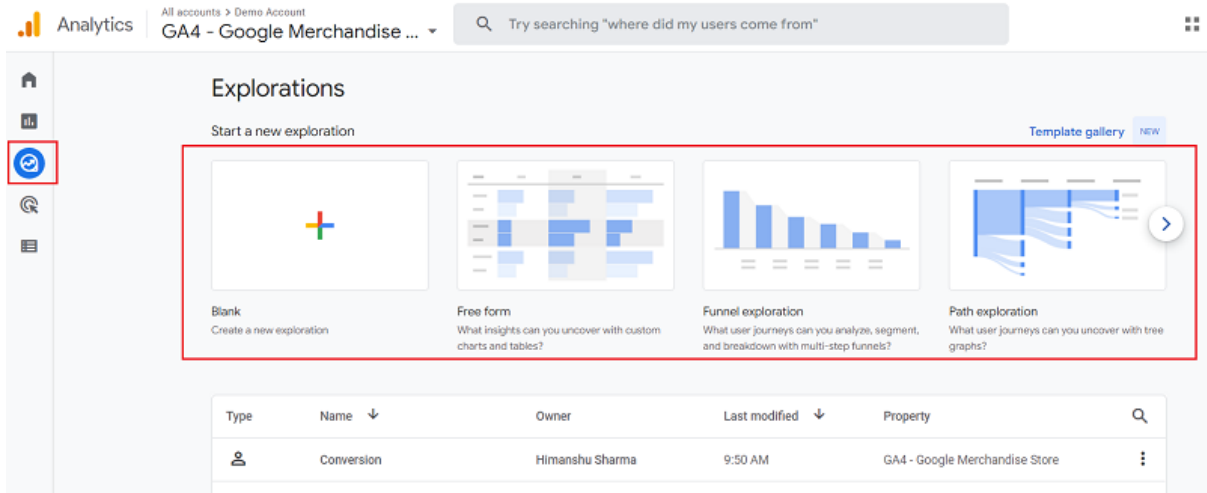 Analytics
All accounts > Demo Account
GA4 - Google Merchandise ...
Try searching "where did my users come from"
Explorations
Start a new exploration
Template gallery
NEW
Blank
Create a new exploration
Free form
What insights can you uncover with custom
charts and tables?
Funnel exploration
What user journeys can you analyze, segment,
and breakdown with multi-step funnels?
Path exploration
What user journeys can you uncover with tree
graphs?
Type Name Owner Last modified Property
Conversion Himanshu Sharma 9:50 AM GA4 - Google Merchandise Store